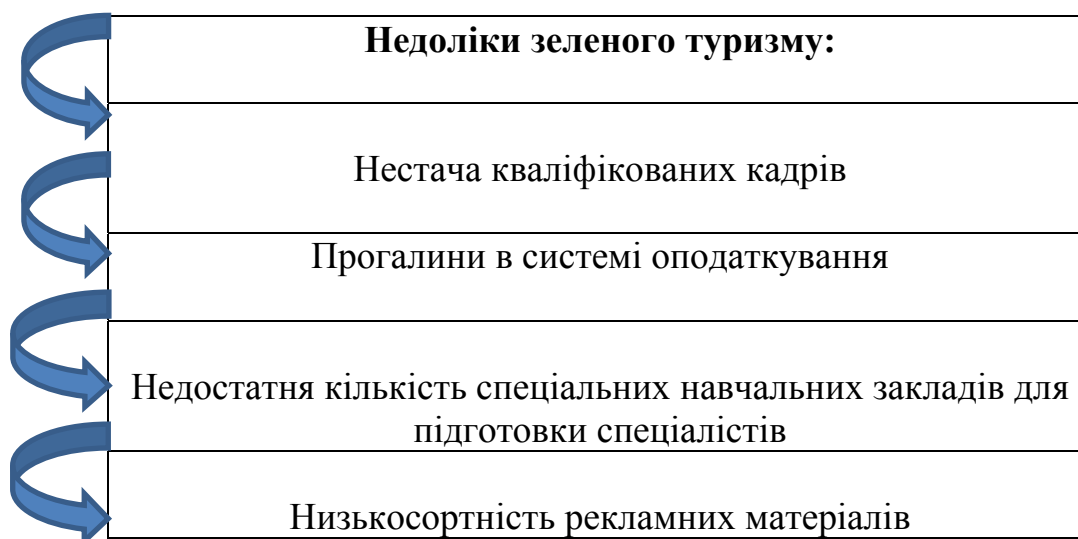 Недоліки зеленого туризму:
Нестача кваліфікованих кадрів
Прогалини в системі оподаткування
Недостатня кількість спеціальних навчальних закладів для
підготовки спеціалістів
Низькосортність рекламних матеріалів